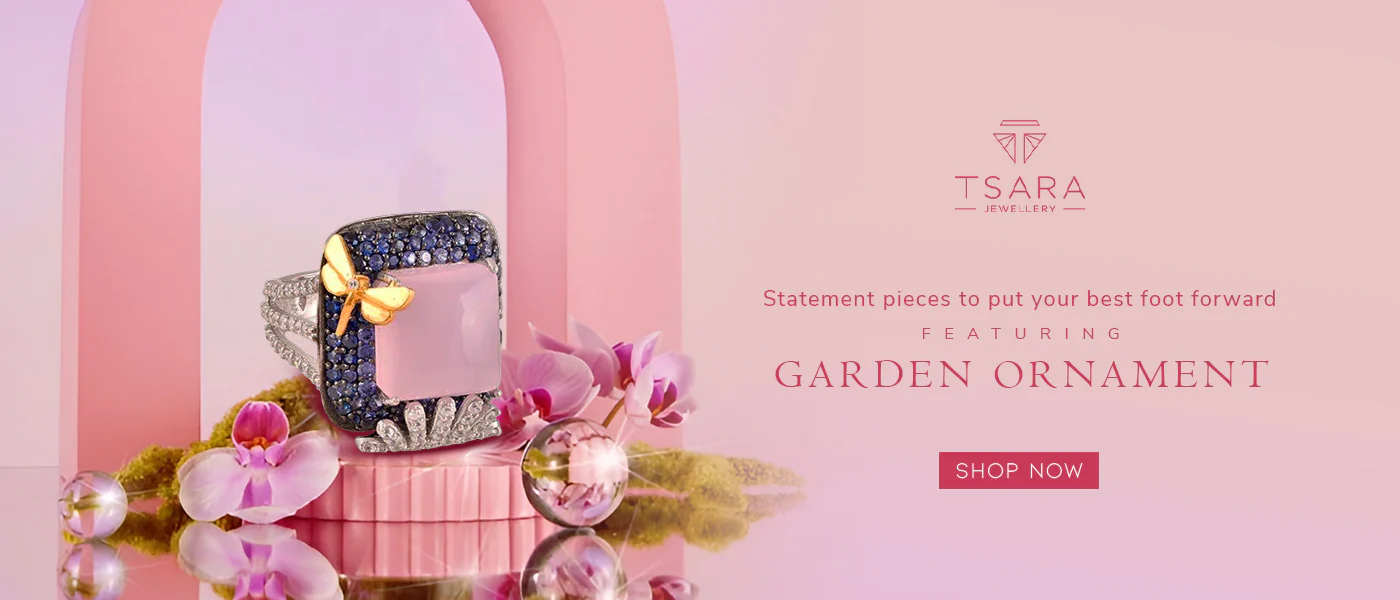 TSARA
JEWELLERY
Statement pieces to put your best foot forward
FEATURING
GARDEN ORNAMENT
SHOP NOW